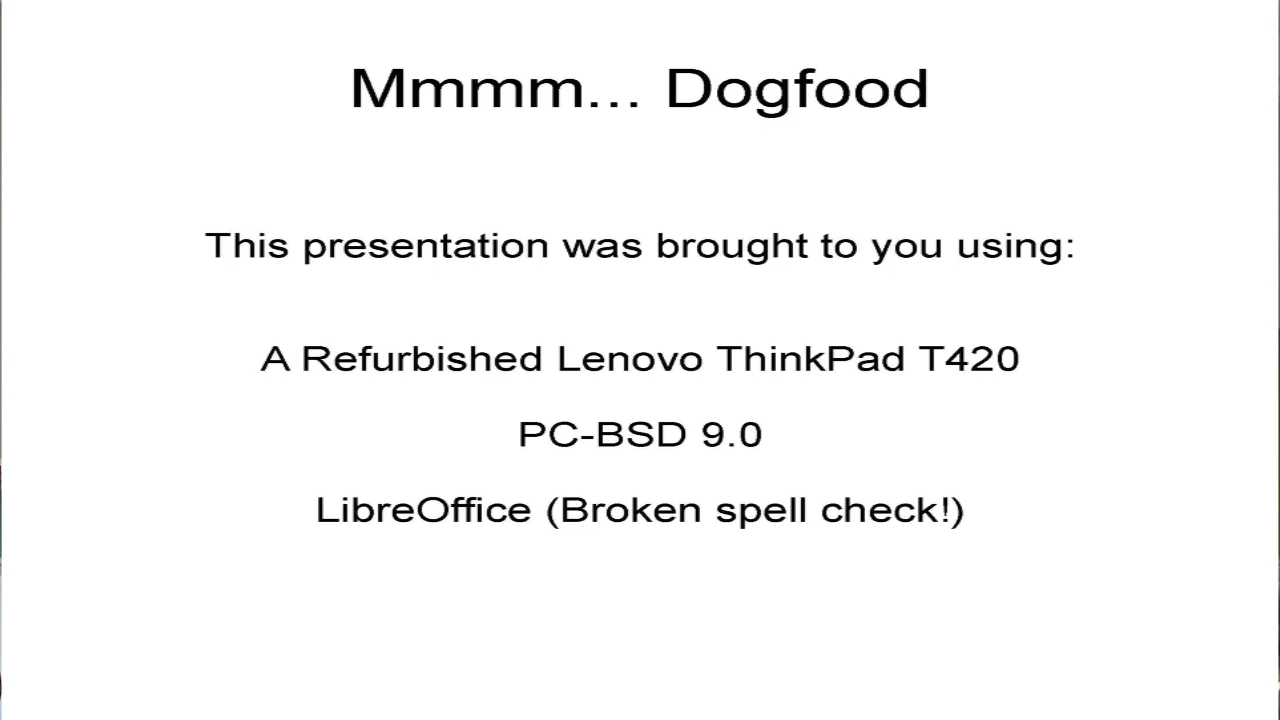 Mmmm... Dogfood
This presentation was brought to you using:
A Refurbished Lenovo ThinkPad T420
PC-BSD 9.0
LibreOffice (Broken spell check!)